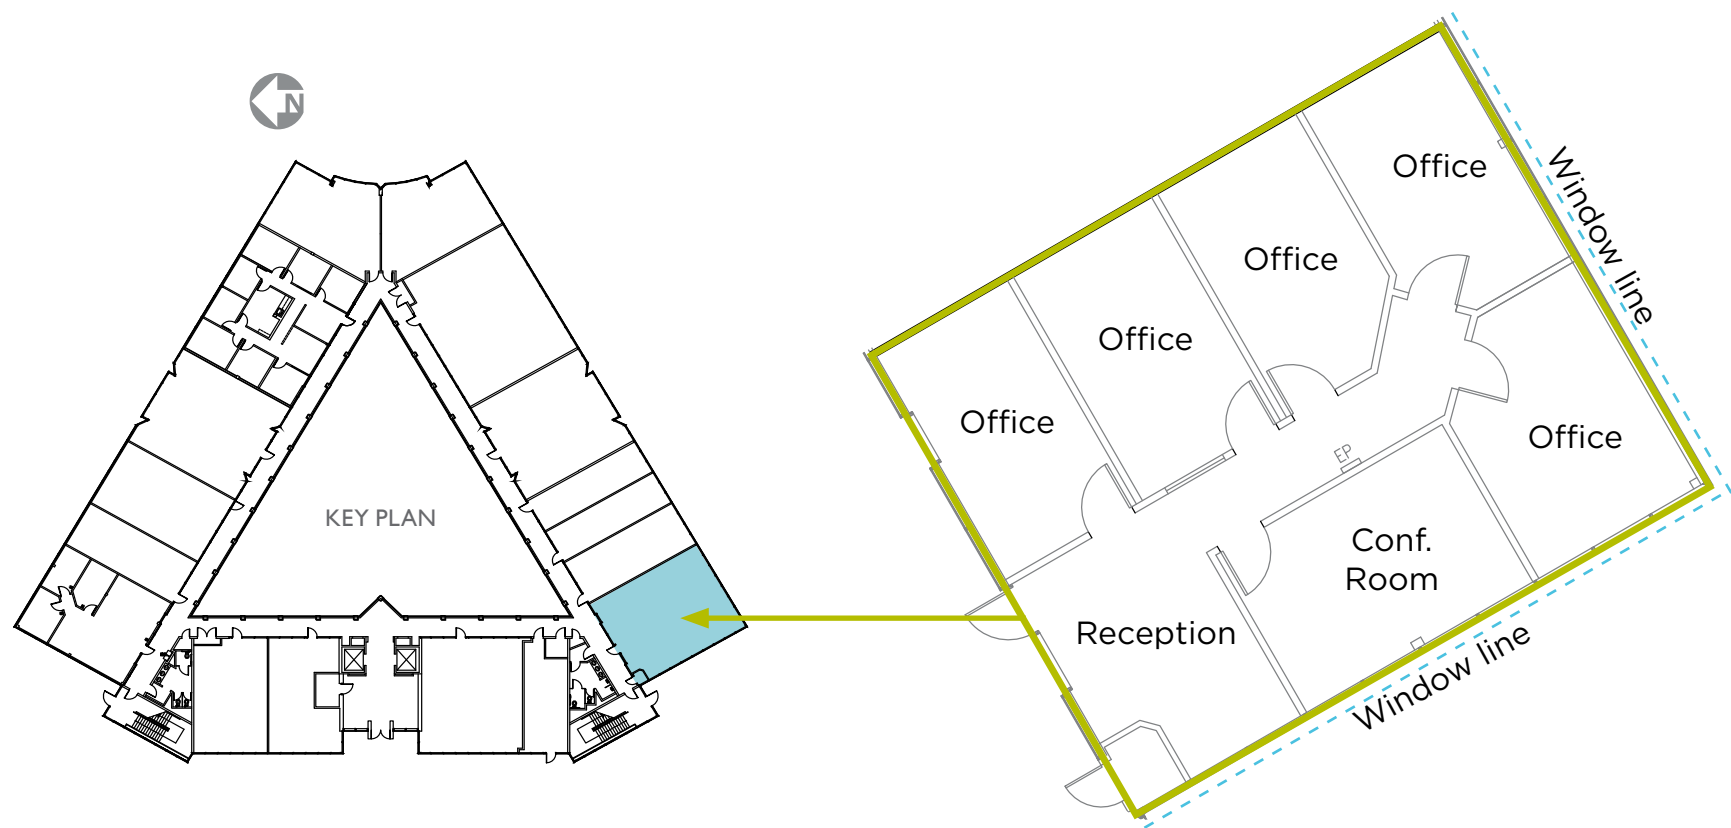 N
KEY PLAN
Office
Window line
Office
Office
Office
Office
EP
Conf.
Room
Reception
Window line